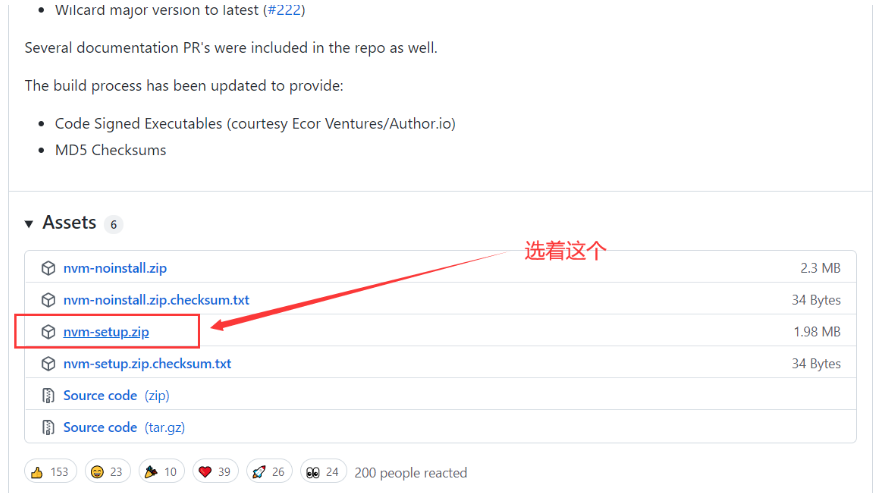 Wilcard major version to latest (#222)
Several documentation PR's were included in the repo as well.
The build process has been updated to provide:
Code Signed Executables (courtesy Ecor Ventures/Author.io)
MD5 Checksums
Assets 6
选着这个
nvm-noinstall.zip 2.3 MB
nvm-noinstall.zip.checksum.txt 34 Bytes
nvm-setup.zip 1.98 MB
nvm-setup.zip.checksum.txt 34 Bytes
Source code (zip)
Source code (tar.gz)
153 23 10 39 26 24 200 people reacted